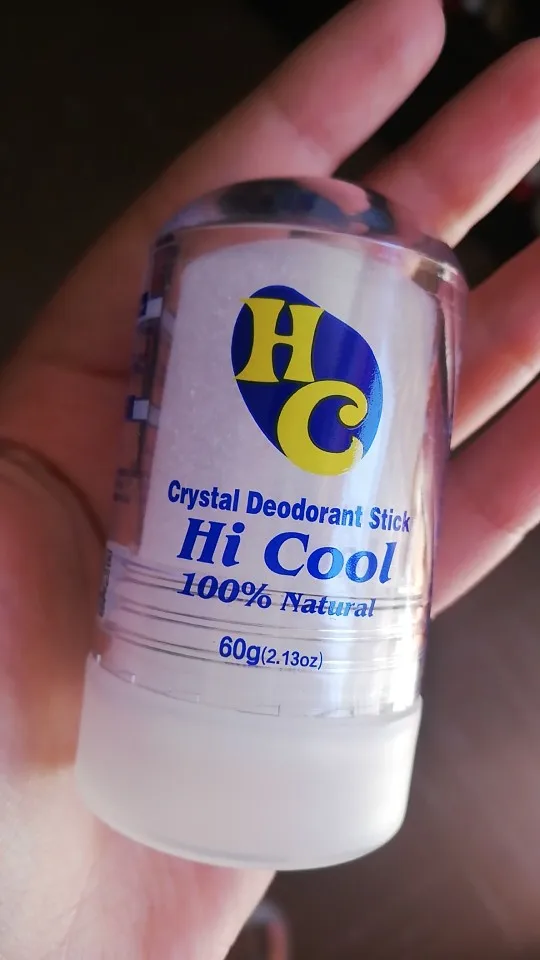 HC
Crystal Deodorant Stick
Hi Cool
100% Natural
60g(2.13oz)